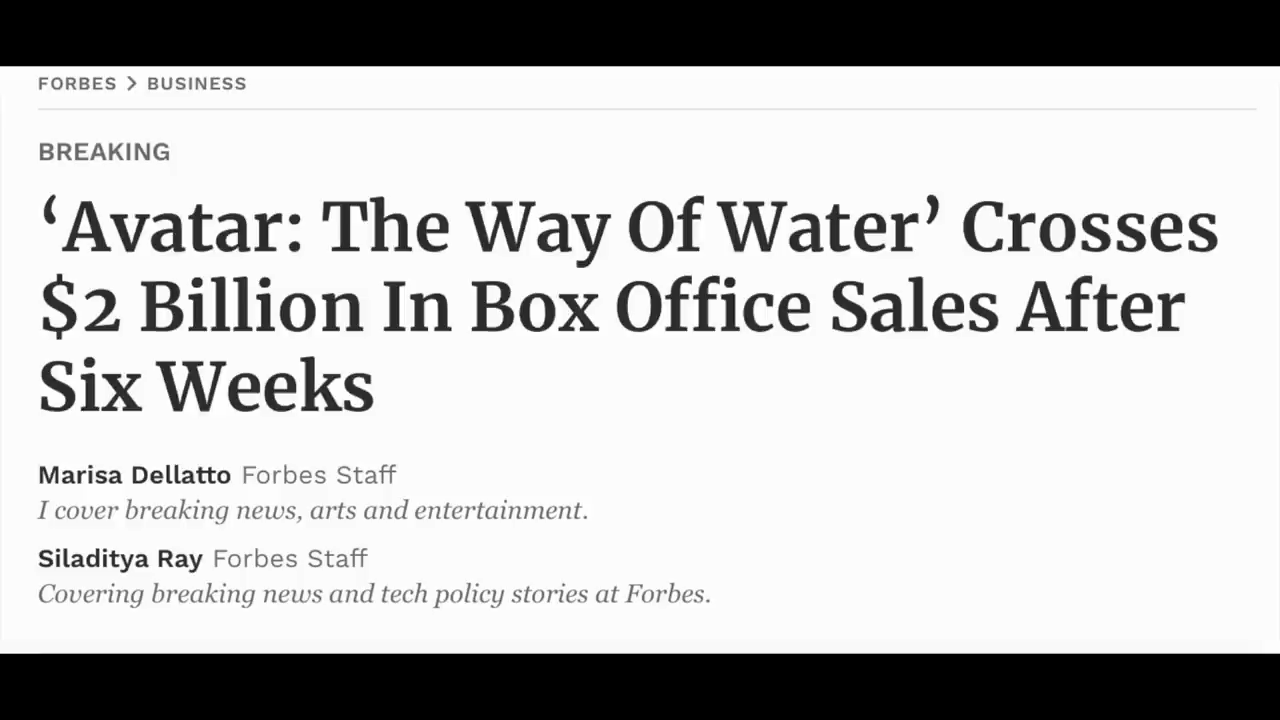 FORBES > BUSINESS
BREAKING
‘Avatar: The Way Of Water’ Crosses
$2 Billion In Box Office Sales After
Six Weeks
Marisa Dellatto Forbes Staff
I cover breaking news, arts and entertainment.
Siladitya Ray Forbes Staff
Covering breaking news and tech policy stories at Forbes.